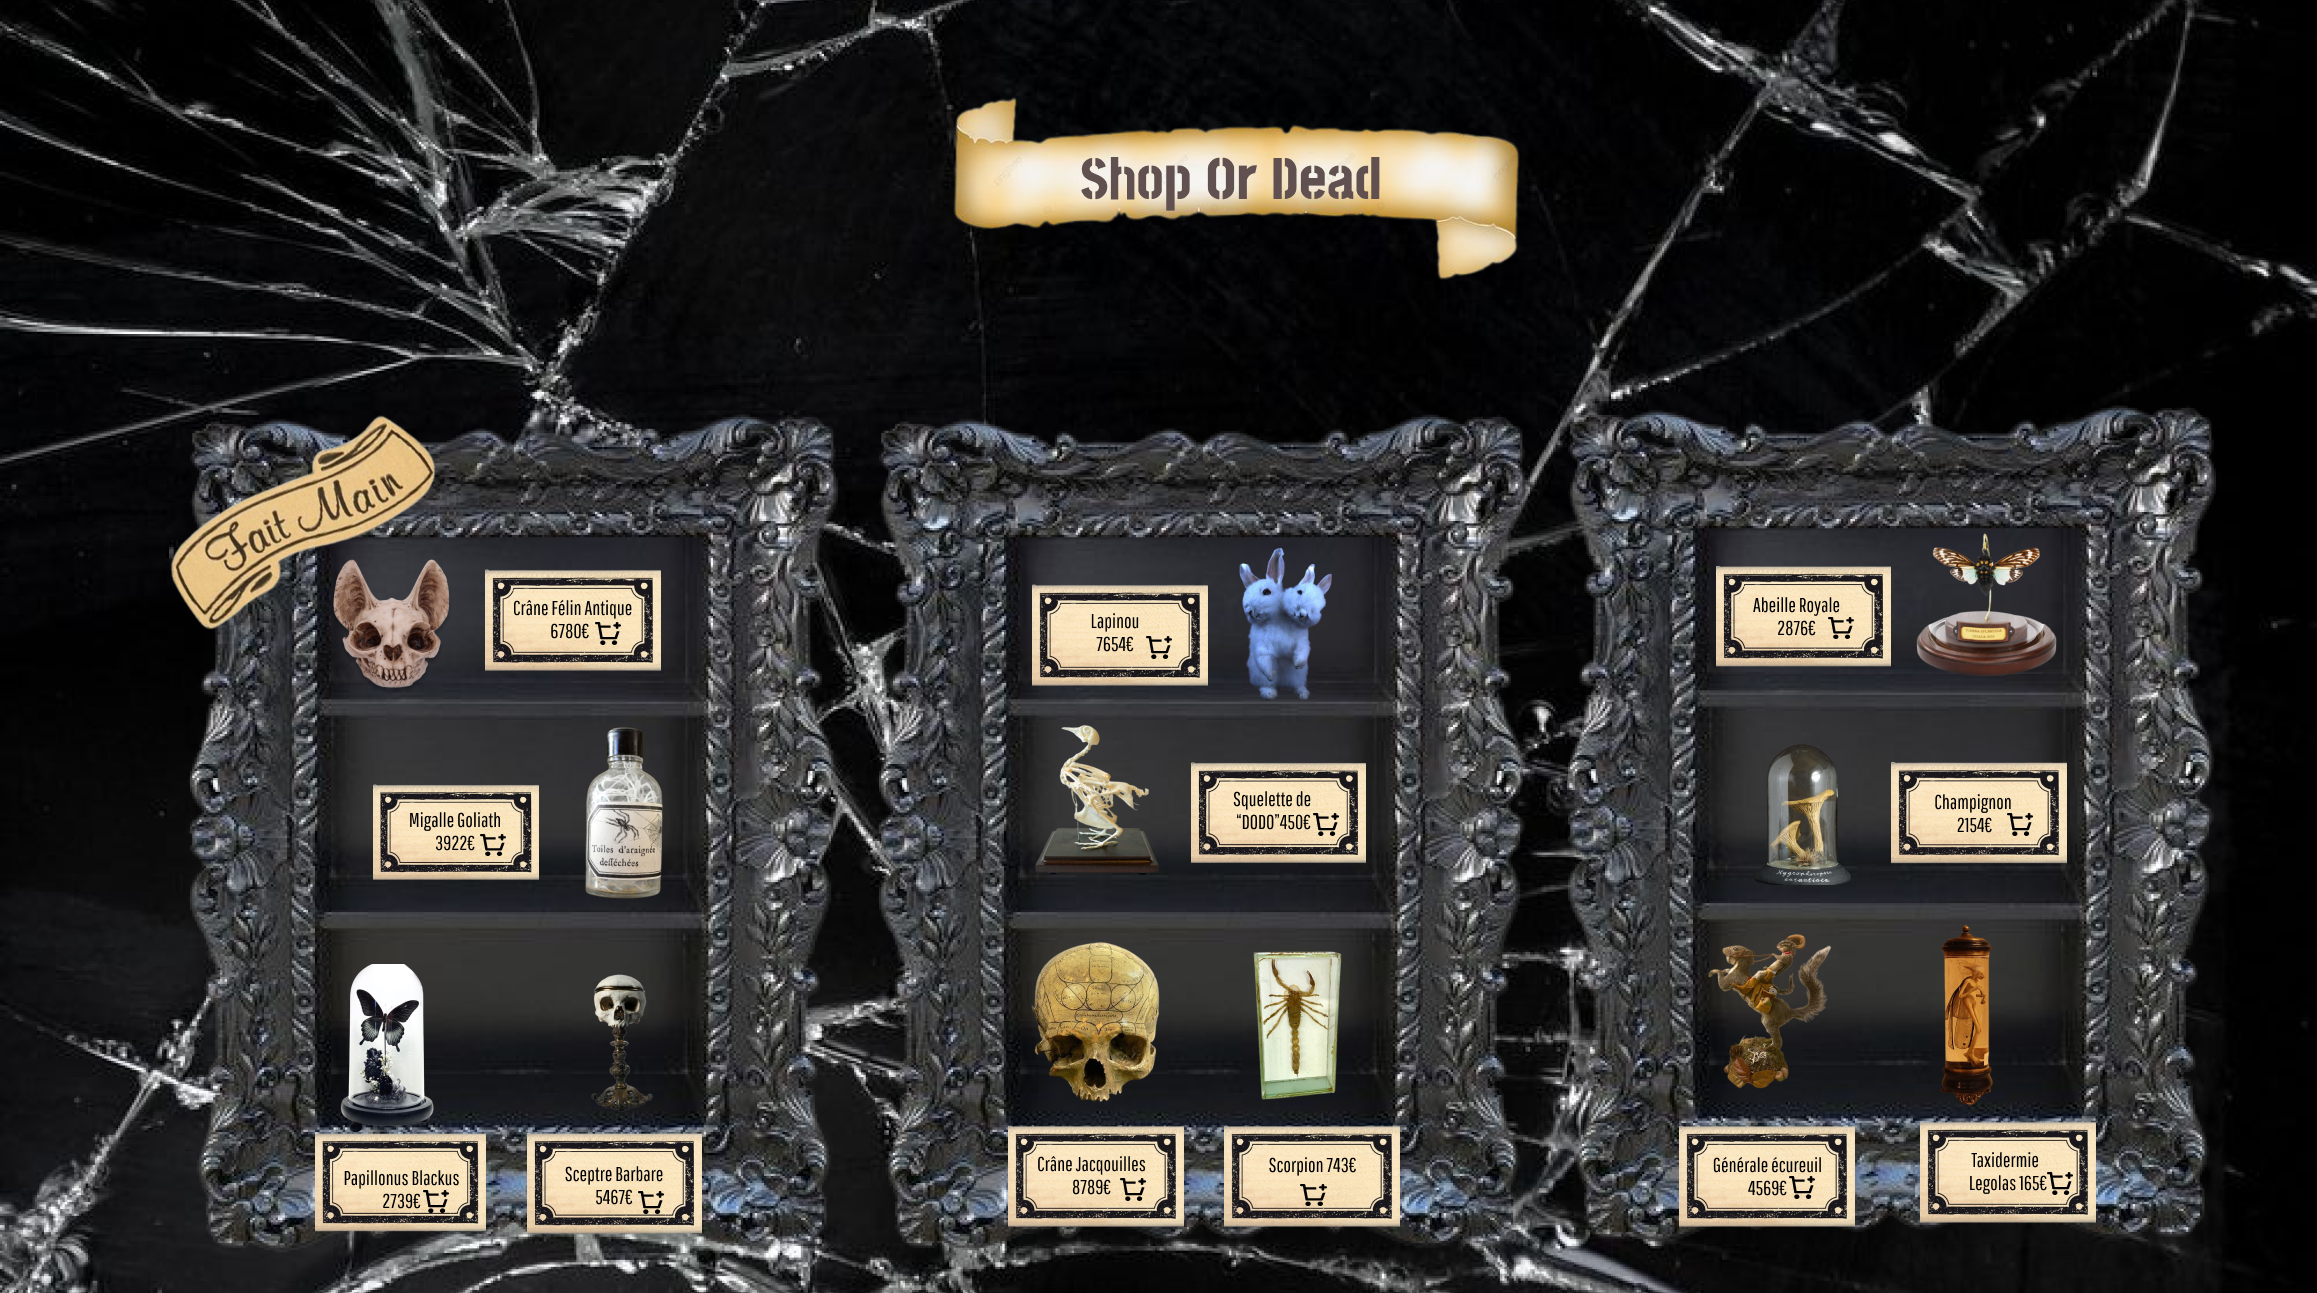 Shop Or Dead
Fait Main
Crâne Félin Antique
6780€
Migalle Goliath
3922€
Toiles d'araignée
desséchées
Papillonus Blackus
2739€
Sceptre Barbare
5467€
Lapinou
7654€
Squelette de
“DODO”450€
Crâne Jacqouilles
8789€
Scorpion 743€
Abeille Royale
2876€
Champignon
2154€
Générale écureuil
4569€
Taxidermie
Legolas 165€